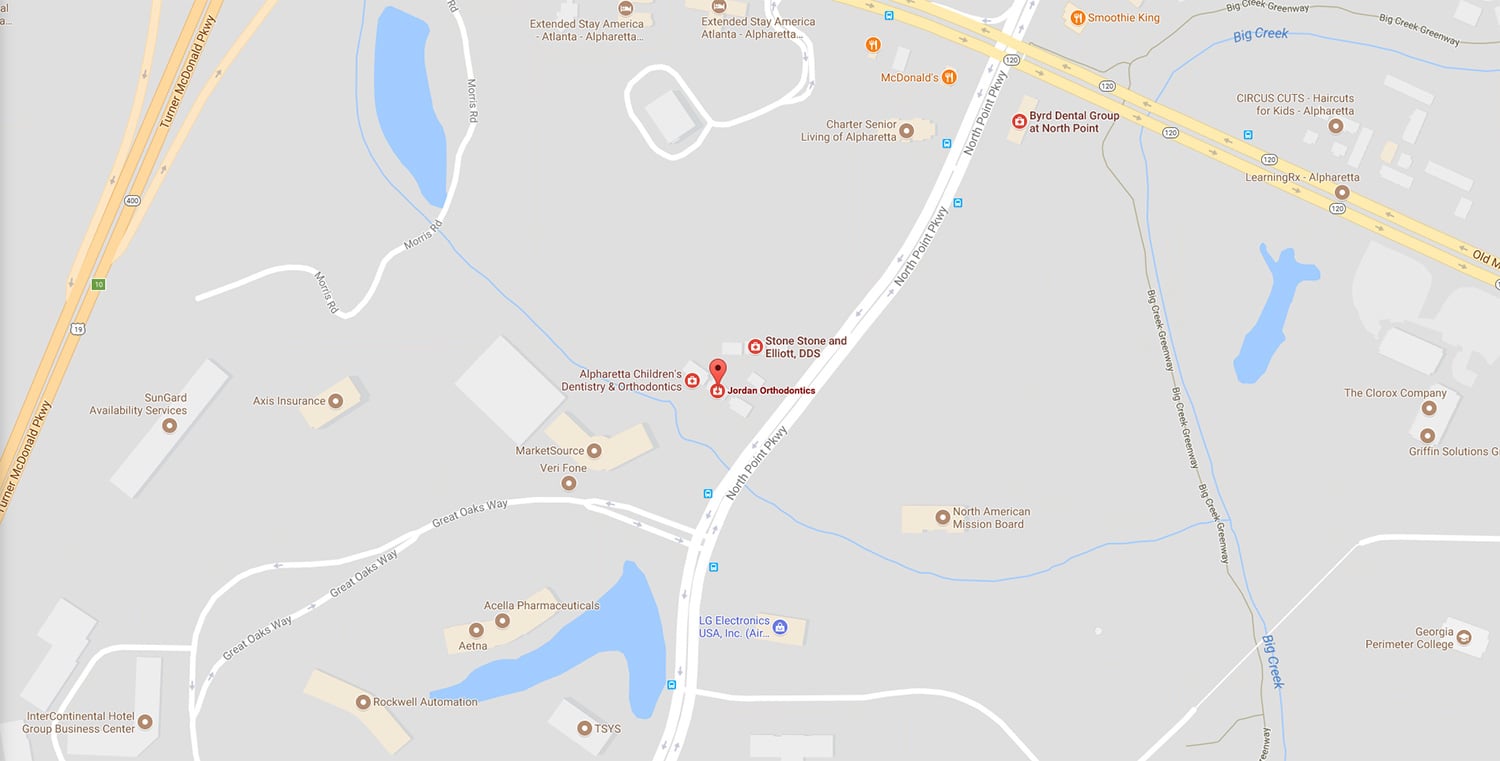 Turner McDonald Pkwy
Morris Rd
Extended Stay America
- Atlanta - Alpharetta...
Extended Stay America
Atlanta - Alpharetta...
Smoothie King
Big Creek Greenway
Big Creek Greenway
Big Creek
McDonald's
120
120
North Point Pkwy
CIRCUS CUTS - Haircuts
for Kids - Alpharetta
Charter Senior
Living of Alpharetta
Byrd Dental Group
at North Point
120
120
LearningRx - Alpharetta
120
400
Morris Rd
Morris Rd
Morris Rd
North Point Pkwy
Old M
10
19
Big Creek Greenway
Stone Stone and
Elliott, DDS
Alpharetta Children's
Dentistry & Orthodontics
Jordan Orthodontics
SunGard
Availability Services
Axis Insurance
The Clorox Company
Griffin Solutions G
Big Creek Greenway
MarketSource
Veri Fone
North Point Pkwy
Turner McDonald Pkwy
Great Oaks Way
North American
Mission Board
Big Creek Greenway
Great Oaks Way
Acella Pharmaceuticals
Aetna
LG Electronics
USA, Inc. (Air...
Great Oaks Way
Georgia
Perimeter College
Big Creek
Rockwell Automation
InterContinental Hotel
Group Business Center
TSYS
Greenway